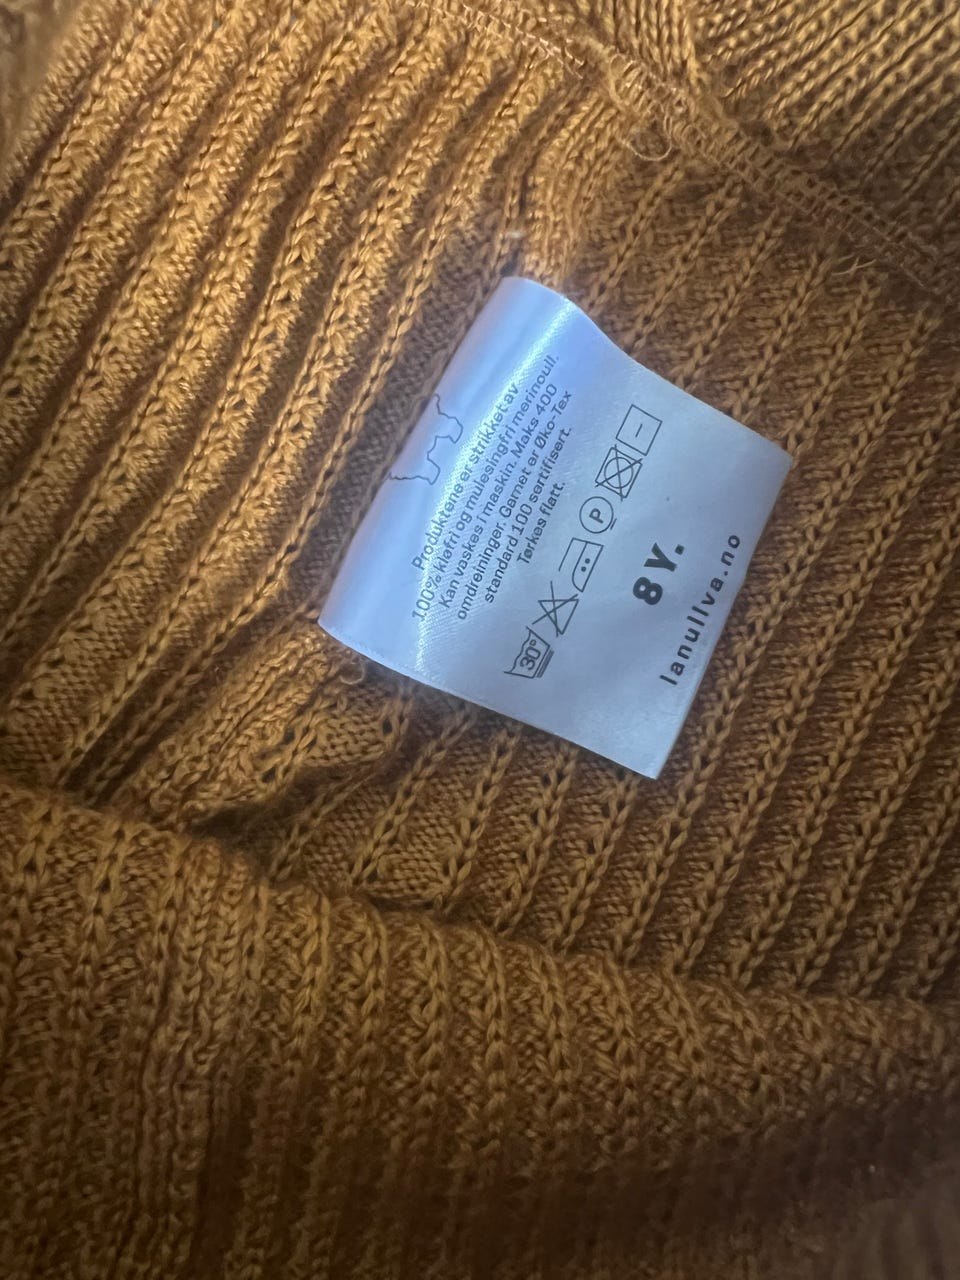 Produktene er strikket av
100% kløfri og mulesingfri merinoull.
Kan vaskes i maskin. Maks 400
omdreininger. Garnet er Øko-Tex
standard 100 sertifisert.
Tørkes flatt.
30°
P
8Y.
lanullva.no